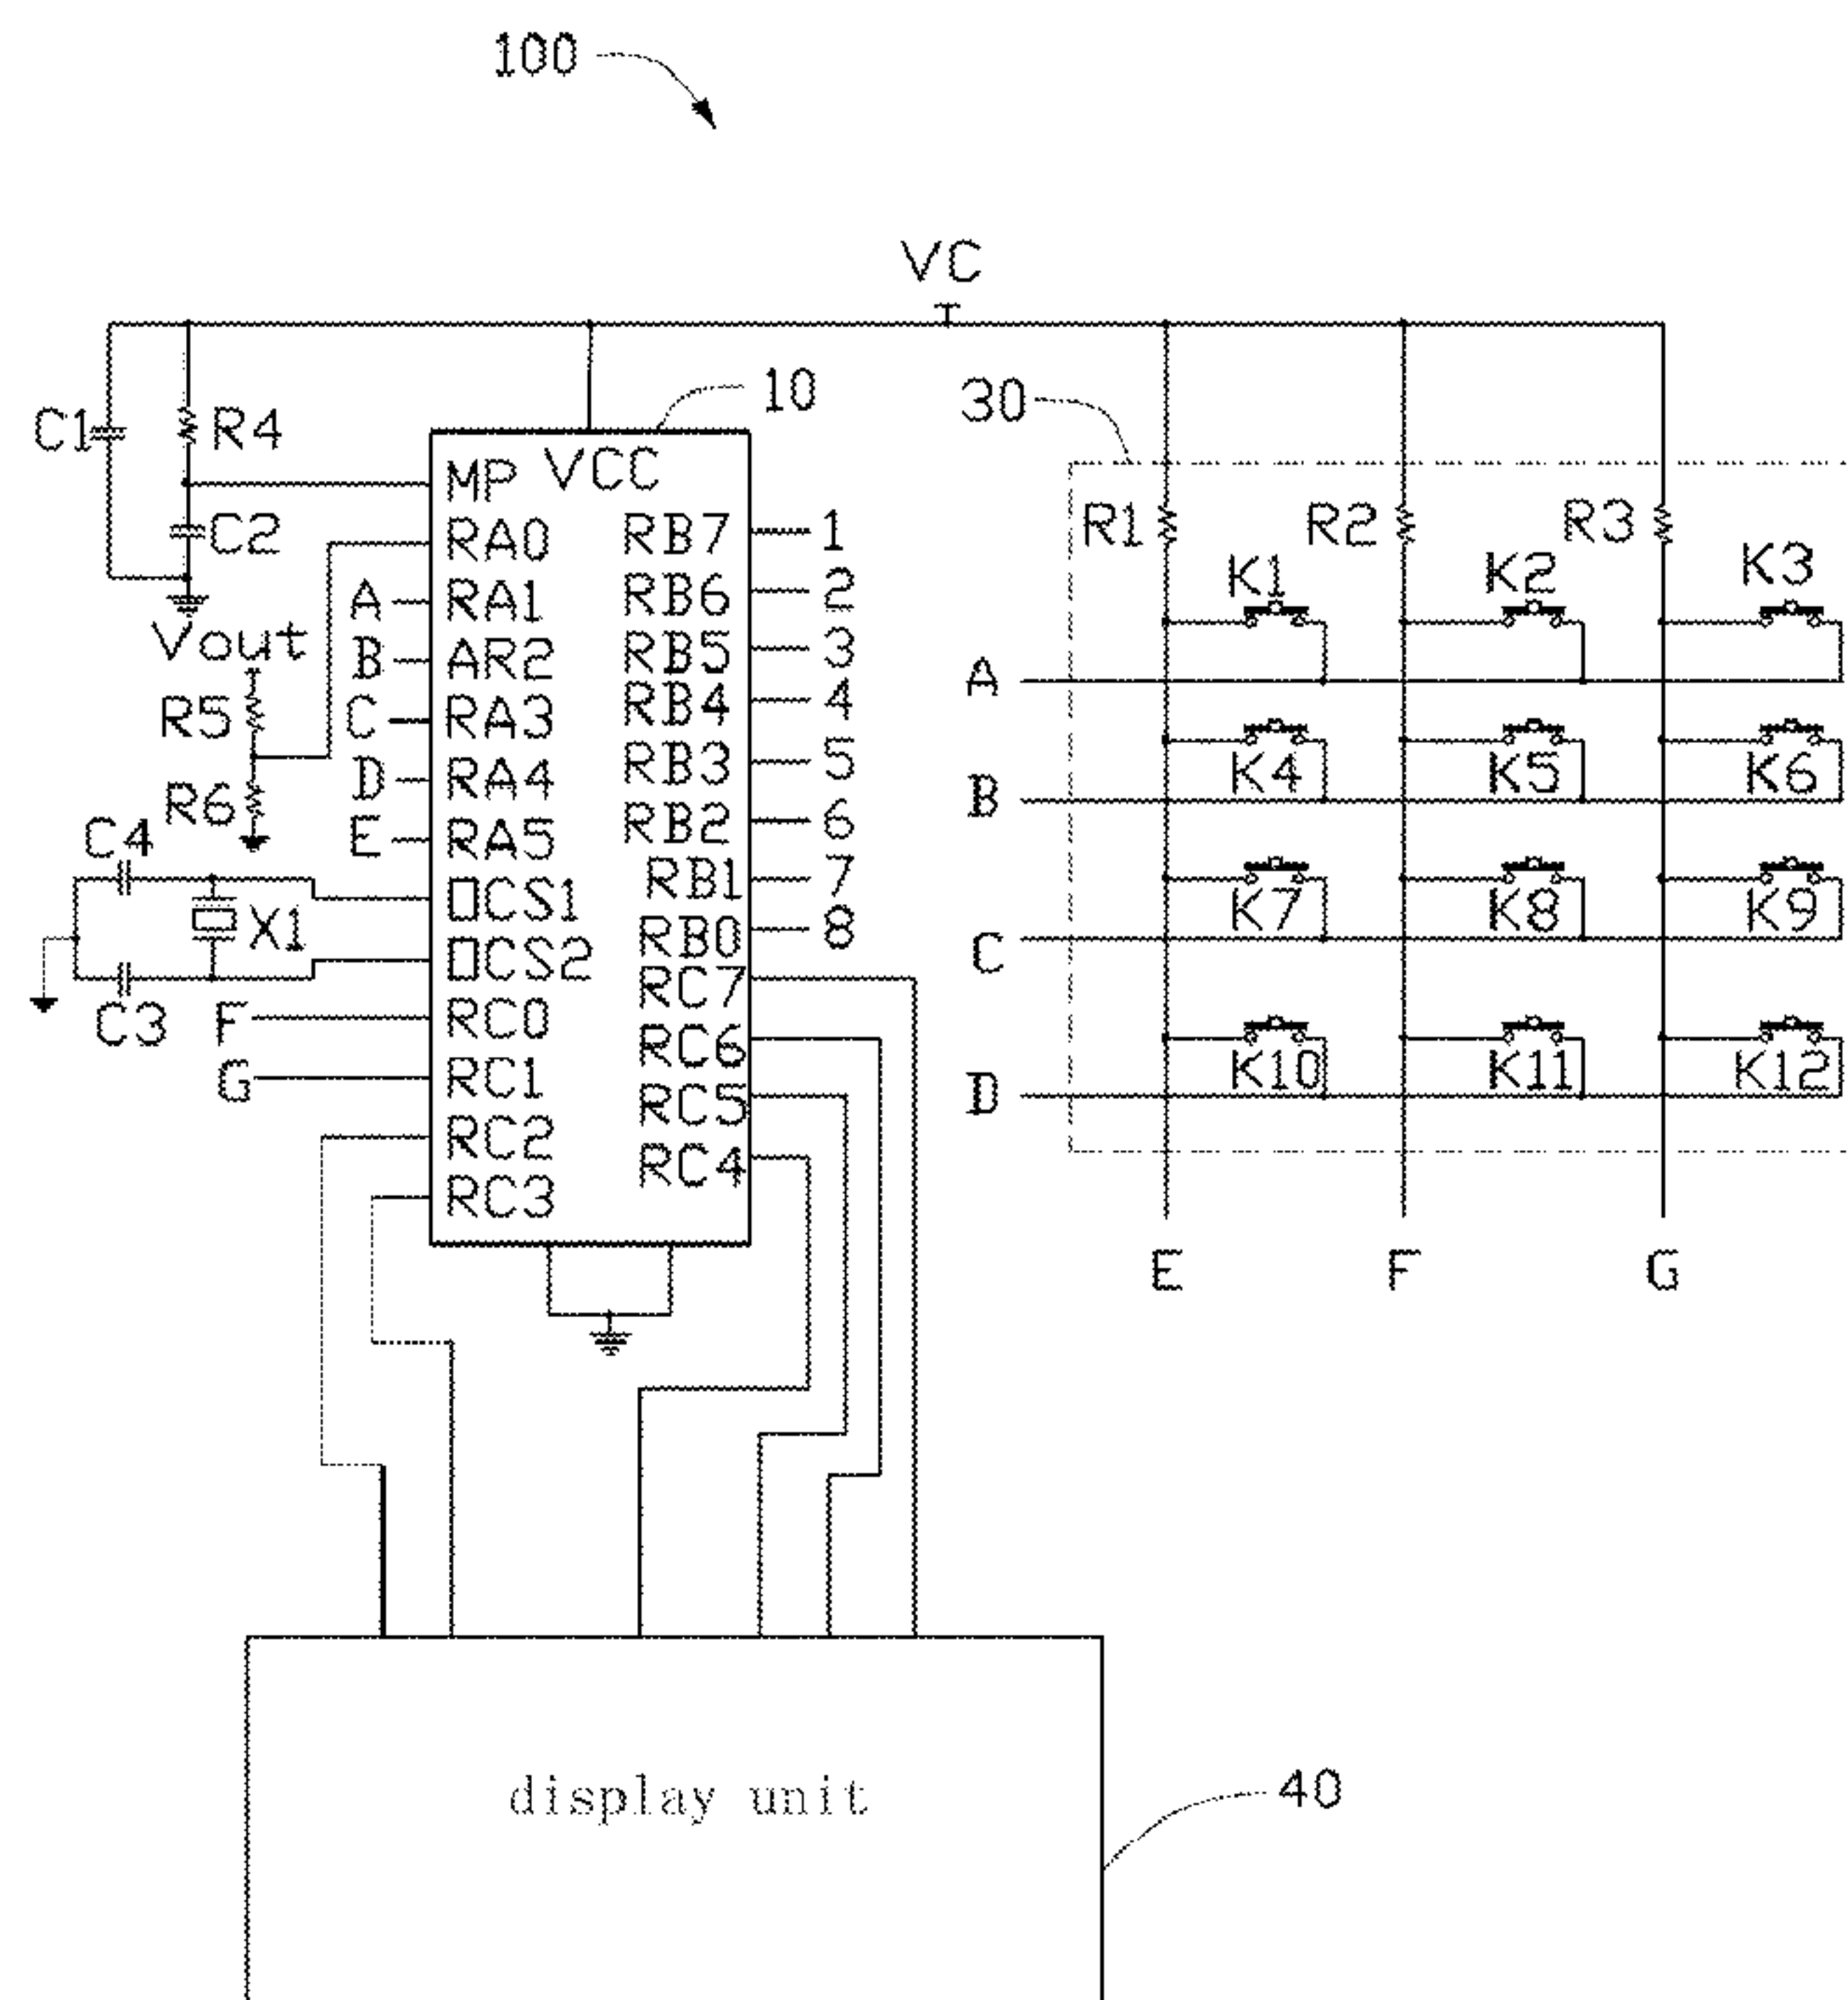 100
VC
10
30
C1
R4
MP
VCC
C2
RA0
RB7
1
R1
R2
R3
K1
K2
K3
A
RA1
RB6
2
Vout
B
AR2
RB5
3
A
R5
C
RA3
RB4
4
K4
K5
K6
D
RA4
RB3
5
R6
B
E
RA5
RB2
6
C4
OCS1
RB1
7
K7
K8
K9
X1
OCS2
RB0
8
C
C3
F
RC0
RC7
G
RC1
RC6
K10
K11
K12
RC2
RC5
D
RC3
RC4
E
F
G
display unit
40